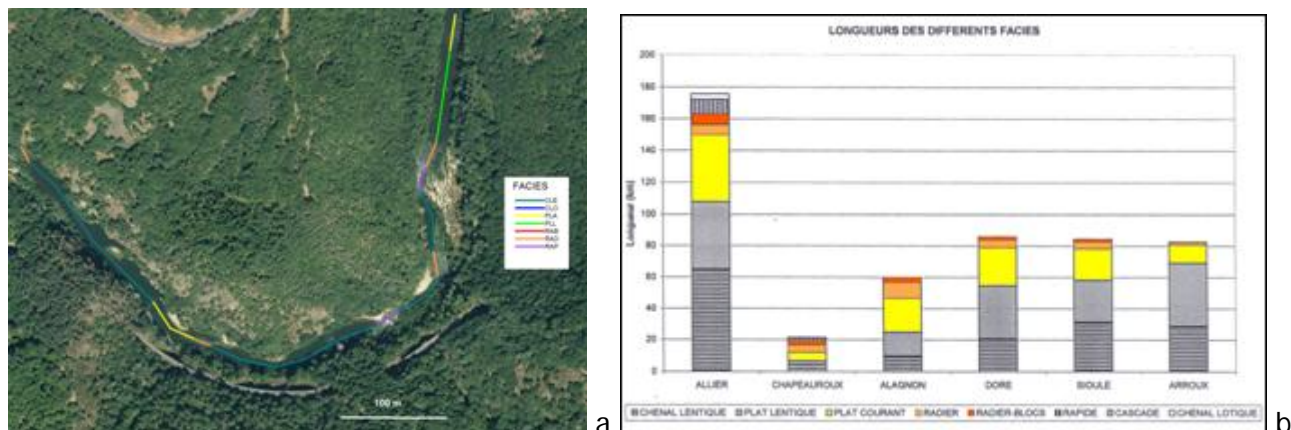 FACIES
CLE
CLO
PLA
PLL
RAB
RAD
RAP
100 m
a
LONGUEURS DES DIFFERENTS FACIES
Longueur (km)
200
180
160
140
120
100
80
60
40
20
0
ALLIER CHAPEAUROUX ALAGNON DORE SIOULE ARROUX
CHENAL LENTIQUE PLAT LENTIQUE PLAT COURANT RADIER RADIER-BLOCS RAPIDE CASCADE CHENAL LOTIQUE
b